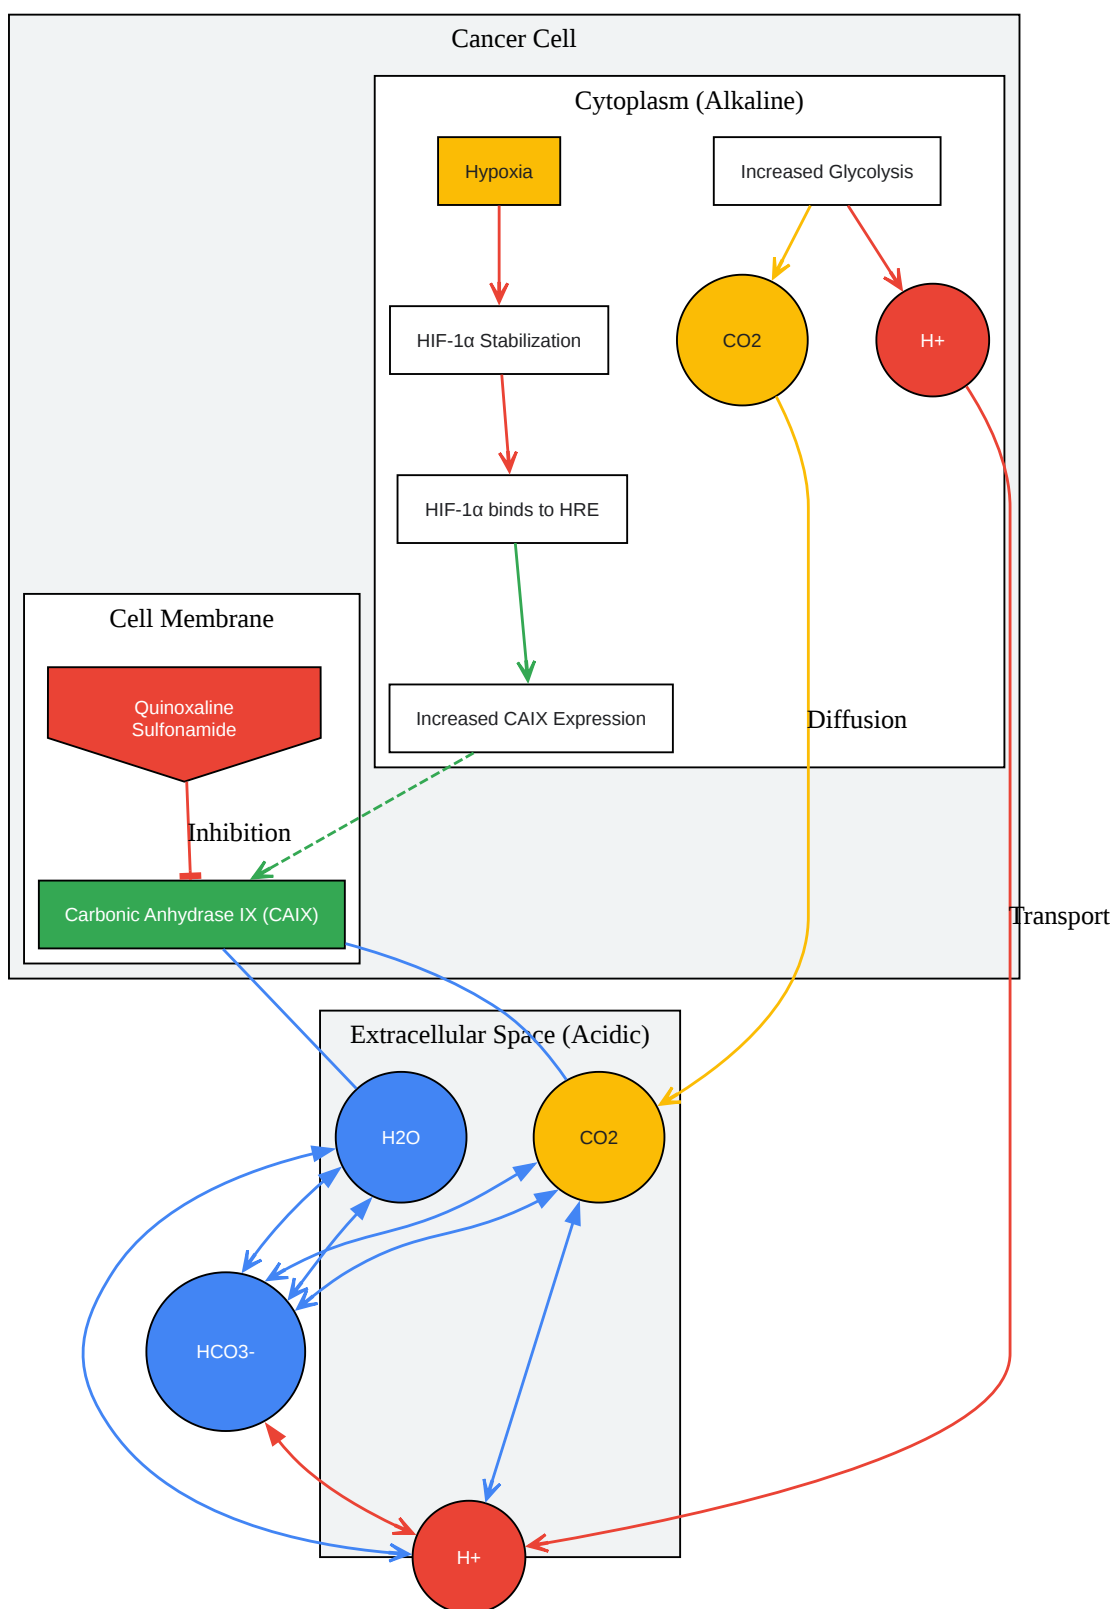 Cancer Cell
Cytoplasm (Alkaline)
Hypoxia
Increased Glycolysis
HIF-1α Stabilization
CO2
H+
HIF-1α binds to HRE
Cell Membrane
Quinoxaline
Sulfonamide
Increased CAIX Expression
Diffusion
Inhibition
Carbonic Anhydrase IX (CAIX)
Transport
Extracellular Space (Acidic)
H2O
CO2
HCO3-
H+